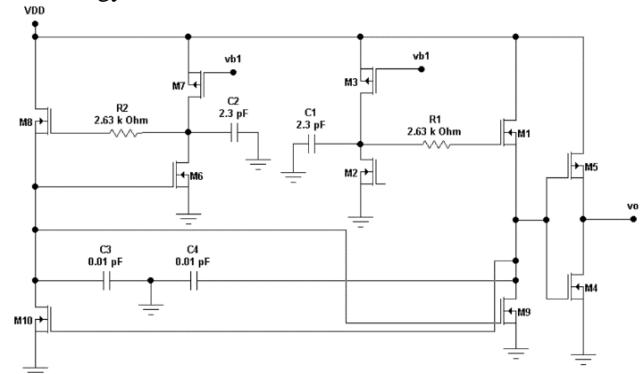 VDD
vb1
vb1
M7
M3
C2
2.3 pF
C1
2.3 pF
R2
2.63 k Ohm
R1
2.63 k Ohm
M8
M1
M6
M2
M5
vo
C3
0.01 pF
C4
0.01 pF
M4
M10
M9